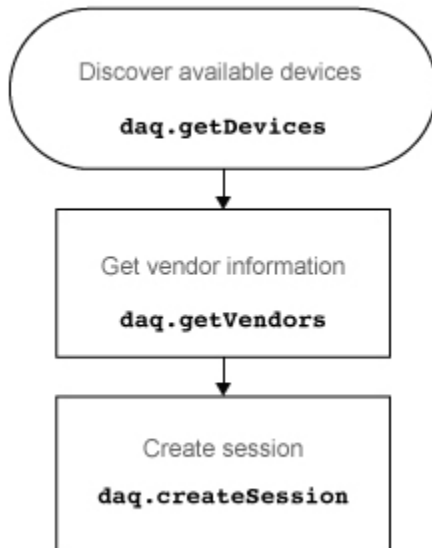 Discover available devices
daq.getDevices
Get vendor information
daq.getVendors
Create session
daq.createSession